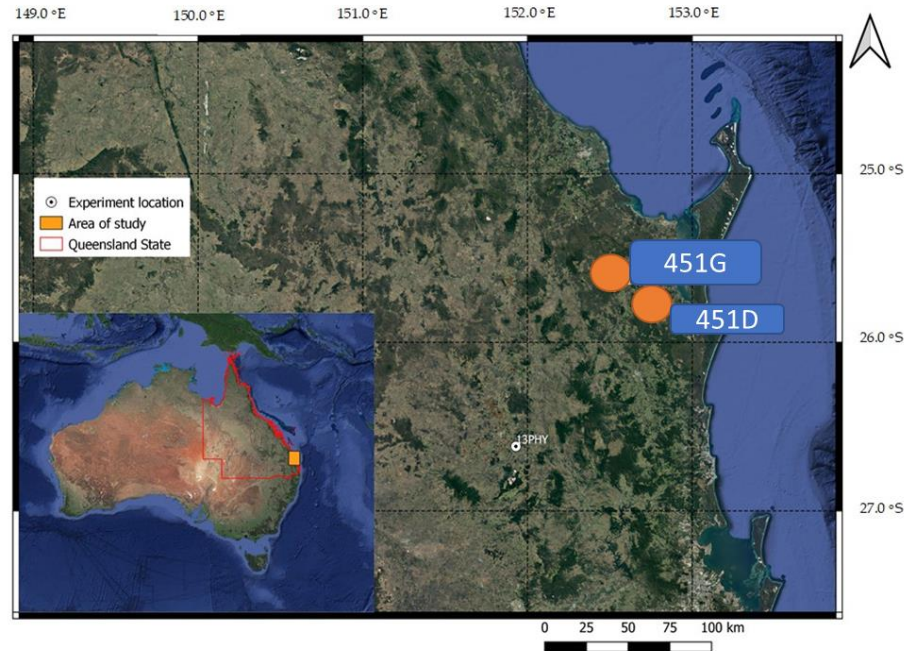 149.0 °E
150.0 °E
151.0 °E
152.0 °E
153.0 °E
25.0 °S
Experiment location
Area of study
Queensland State
451G
451D
26.0 °S
13PHY
27.0 °S
0 25 50 75 100 km